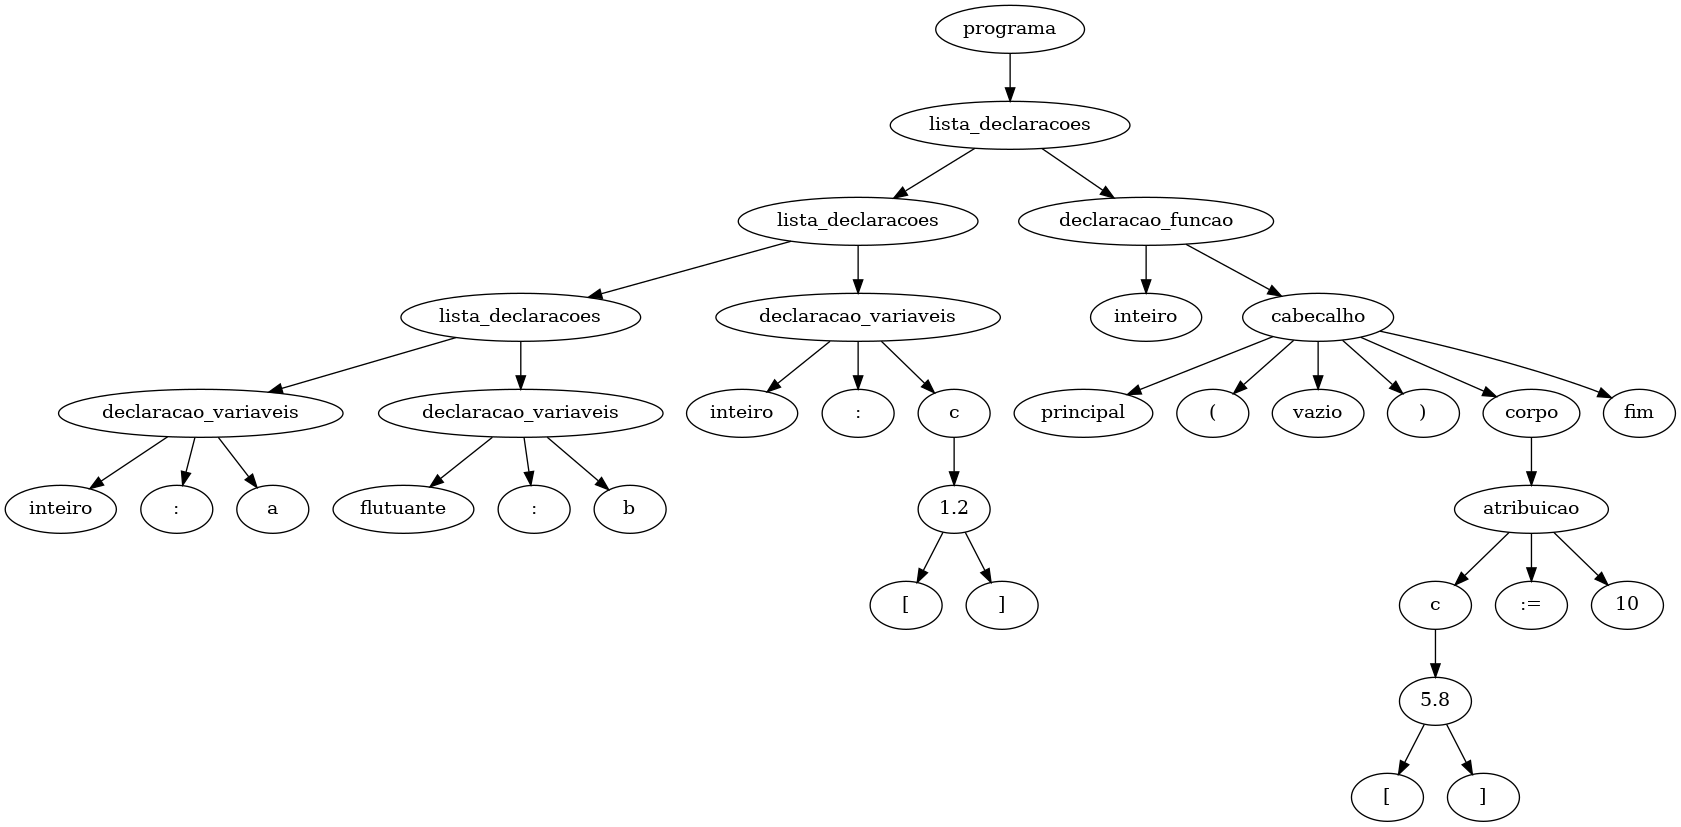 programa
lista_declaracoes
lista_declaracoes declaracao_funcao
lista_declaracoes declaracao_variaveis inteiro cabecalho
declaracao_variaveis declaracao_variaveis inteiro : c principal ( vazio ) corpo fim
inteiro : a flutuante : b 1.2 atribuicao
[ ] c := 10
5.8
[ ]